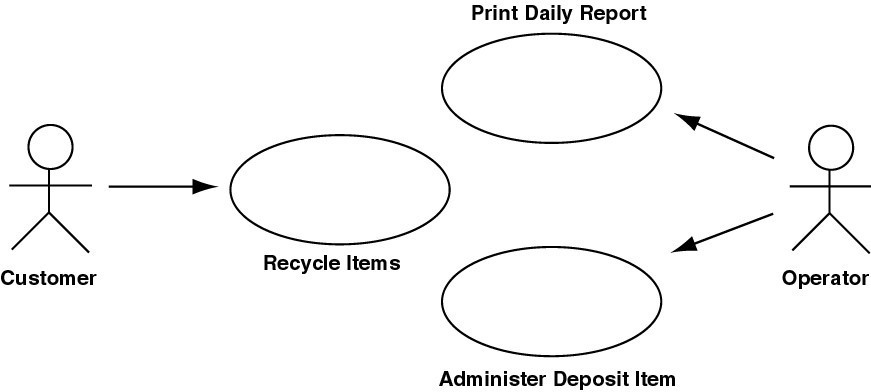 Print Daily Report
Customer
Recycle Items
Operator
Administer Deposit Item